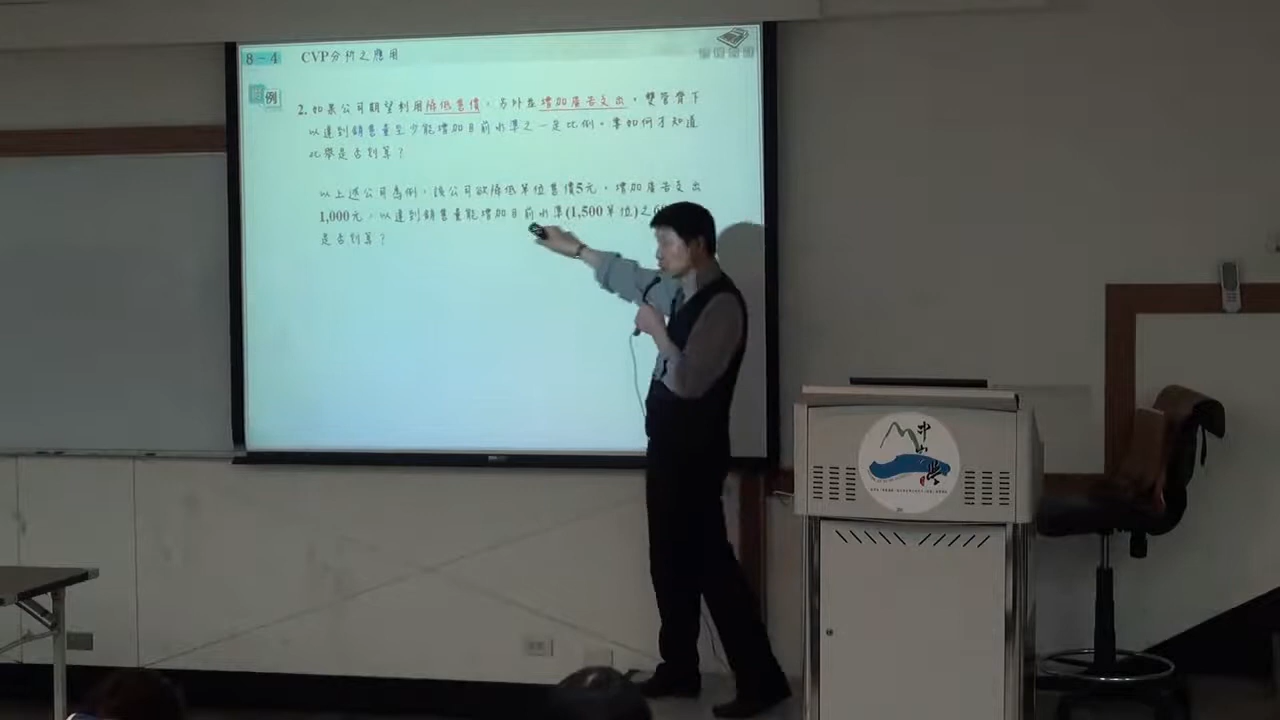 8-4 CVP分析之應用
例
2. 如果公司期望利用降低售價，另外在增加廣告支出，雙管齊下
以達到銷售量至少能增加目前水準之一定比例。要如何才知道
此舉是否划算？
以上述公司為例，該公司欲降低單位售價5元，增加廣告支出
1,000元，以達到銷售量能增加目前水準(1,500單位)之
是否划算？
中山